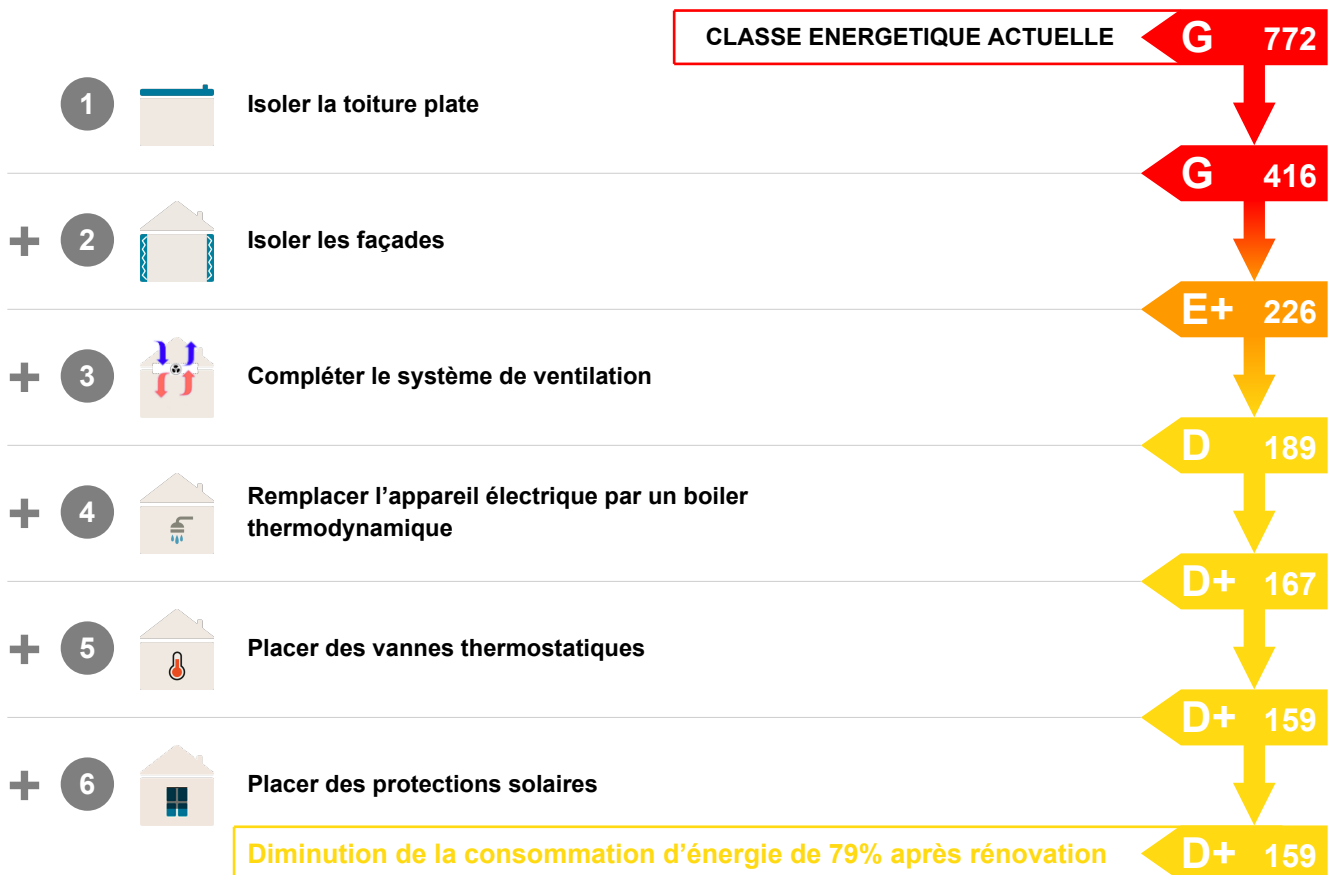 CLASSE ENERGETIQUE ACTUELLE G 772
1 Isoler la toiture plate
G 416
+ 2 Isoler les façades
E+ 226
+ 3 Compléter le système de ventilation
D 189
+ 4 Remplacer l’appareil électrique par un boiler
thermodynamique
D+ 167
+ 5 Placer des vannes thermostatiques
D+ 159
+ 6 Placer des protections solaires
Diminution de la consommation d’énergie de 79% après rénovation D+ 159